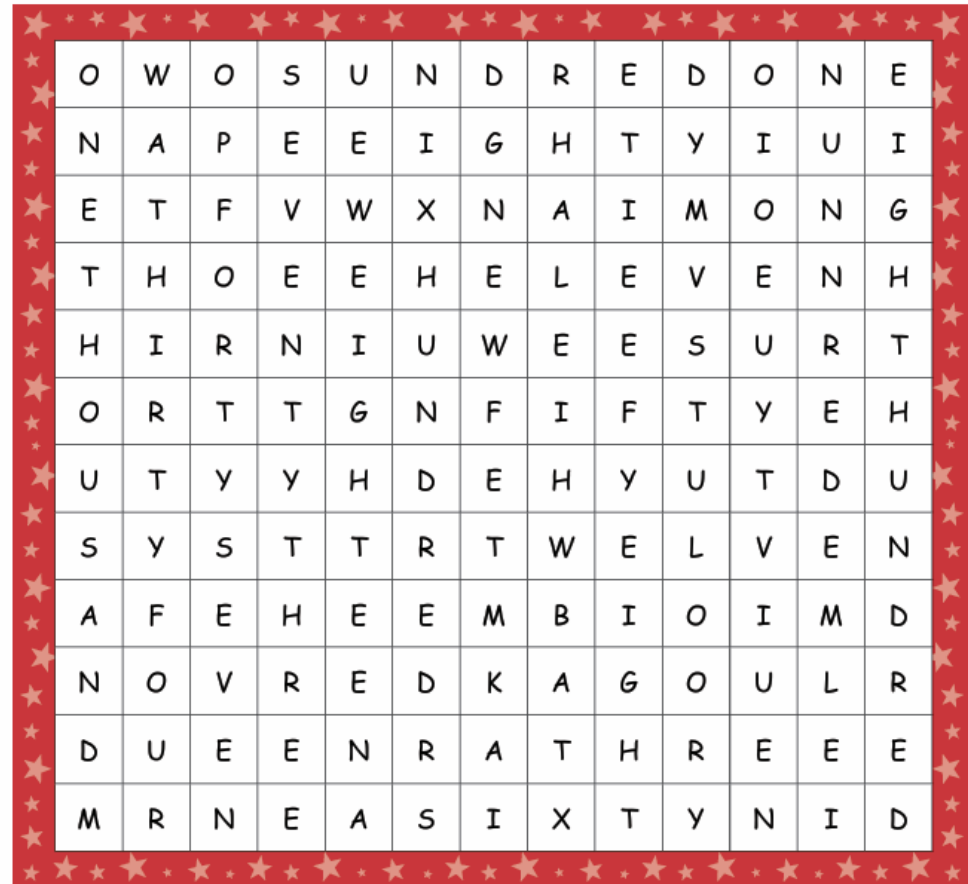 O W O S U N D R E D O N E
N A P E E I G H T Y I U I
E T F V W X N A I M O N G
T H O E E H E L E V E N H
H I R N I U W E E S U R T
O R T T G N F I F T Y E H
U T Y Y H D E H Y U T D U
S Y S T T R T W E L V E N
A F E H E E M B I O I M D
N O V R E D K A G O U L R
D U E E N R A T H R E E E
M R N E A S I X T Y N I D